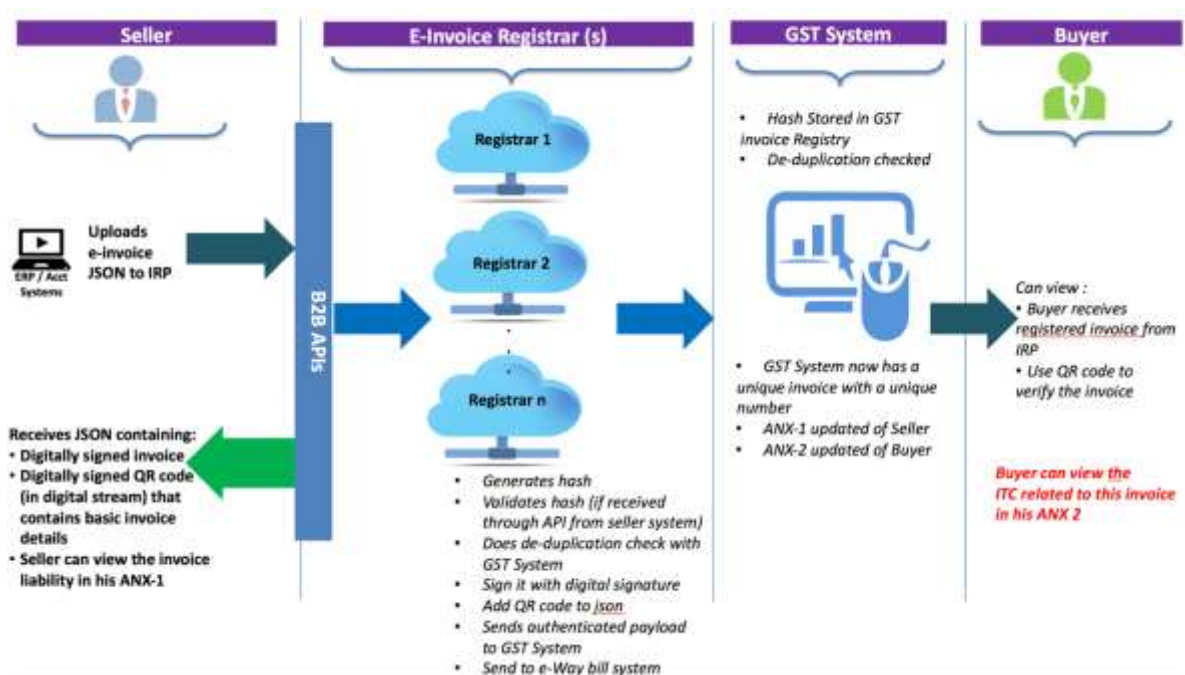 Seller
E-Invoice Registrar (s)
GST System
Buyer
ERP / Acct
Systems
Uploads
e-invoice
JSON to IRP
Receives JSON containing:
• Digitally signed invoice
• Digitally signed QR code
(in digital stream) that
contains basic invoice
details
• Seller can view the invoice
liability in his ANX-1
B2B APIs
Registrar 1
Registrar 2
Registrar n
• Generates hash
• Validates hash (if received
through API from seller system)
• Does de-duplication check with
GST System
• Sign it with digital signature
• Add QR code to json
• Sends authenticated payload
to GST System
• Send to e-Way bill system
• Hash Stored in GST
Invoice Registry
• De-duplication checked
• GST System now has a
unique invoice with a unique
number
• ANX-1 updated of Seller
• ANX-2 updated of Buyer
Can view :
• Buyer receives
registered invoice from
IRP
• Use QR code to
verify the invoice
Buyer can view the
ITC related to this invoice
in his ANX 2